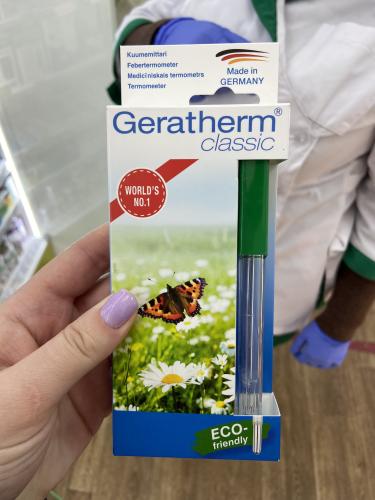 Kuumemittari
Febertermometer
Medicīniskais termometrs
Termomeeter
Made in
GERMANY
Geratherm®
classic
WORLD'S
NO.1
ECO-
friendly